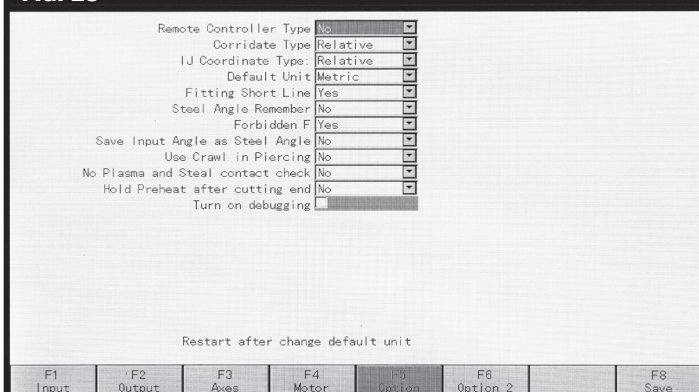 Remote Controller Type No
Corridate Type Relative
IJ Coordinate Type: Relative
Default Unit Metric
Fitting Short Line Yes
Steel Angle Remember No
Forbidden F Yes
Save Input Angle as Steel Angle No
Use Crawl in Piercing No
No Plasma and Steal contact check No
Hold Preheat after cutting end No
Turn on debugging
Restart after change default unit
F1 F2 F3 F4 F5 F6 F8
Input Output Axes Motor Option Option 2 Save